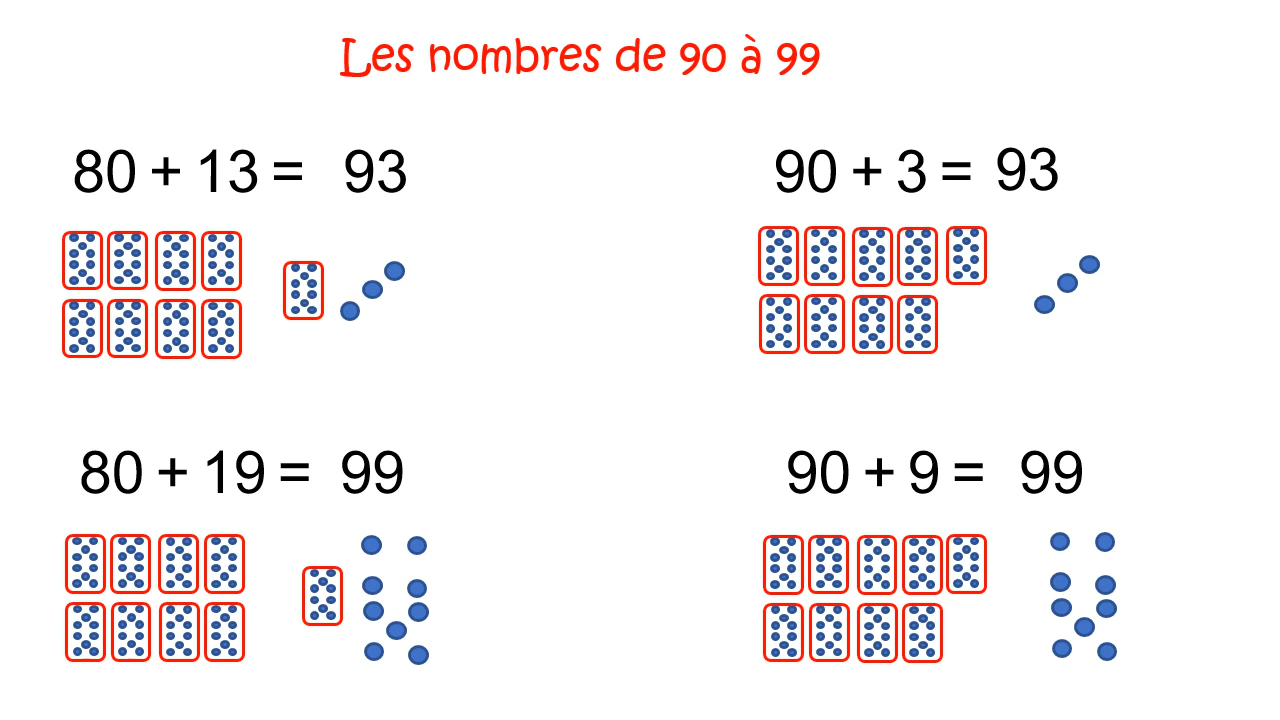 Les nombres de 90 à 99
80 + 13 = 93
90 + 3 = 93
80 + 19 = 99
90 + 9 = 99